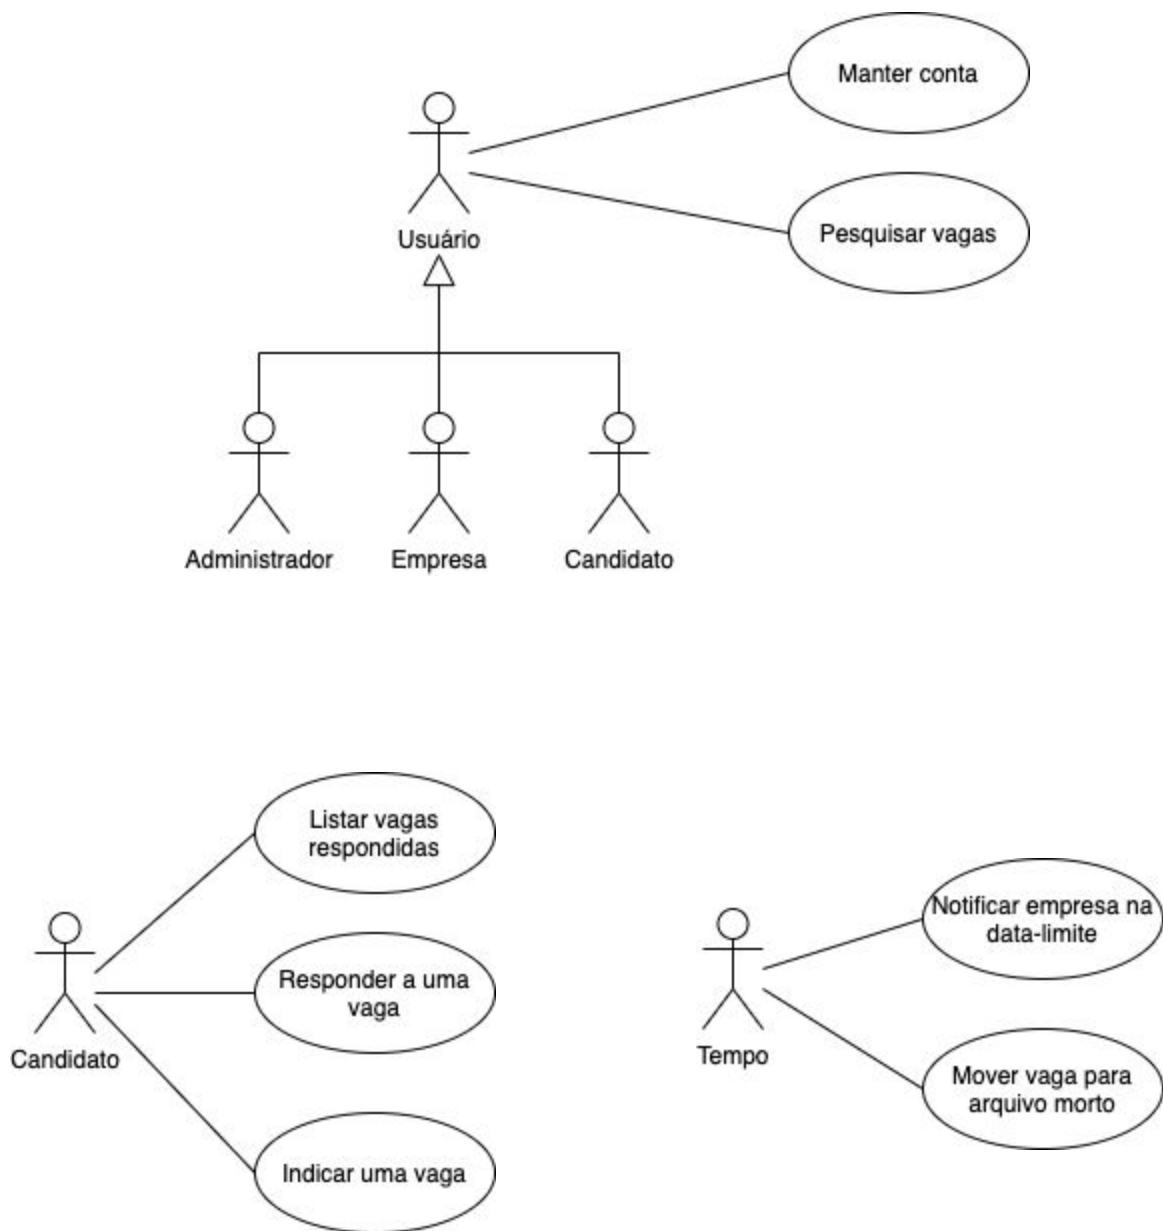 Manter conta
Usuário
Pesquisar vagas
Administrador
Empresa
Candidato
Listar vagas
respondidas
Responder a uma
vaga
Candidato
Indicar uma vaga
Notificar empresa na
data-limite
Tempo
Mover vaga para
arquivo morto